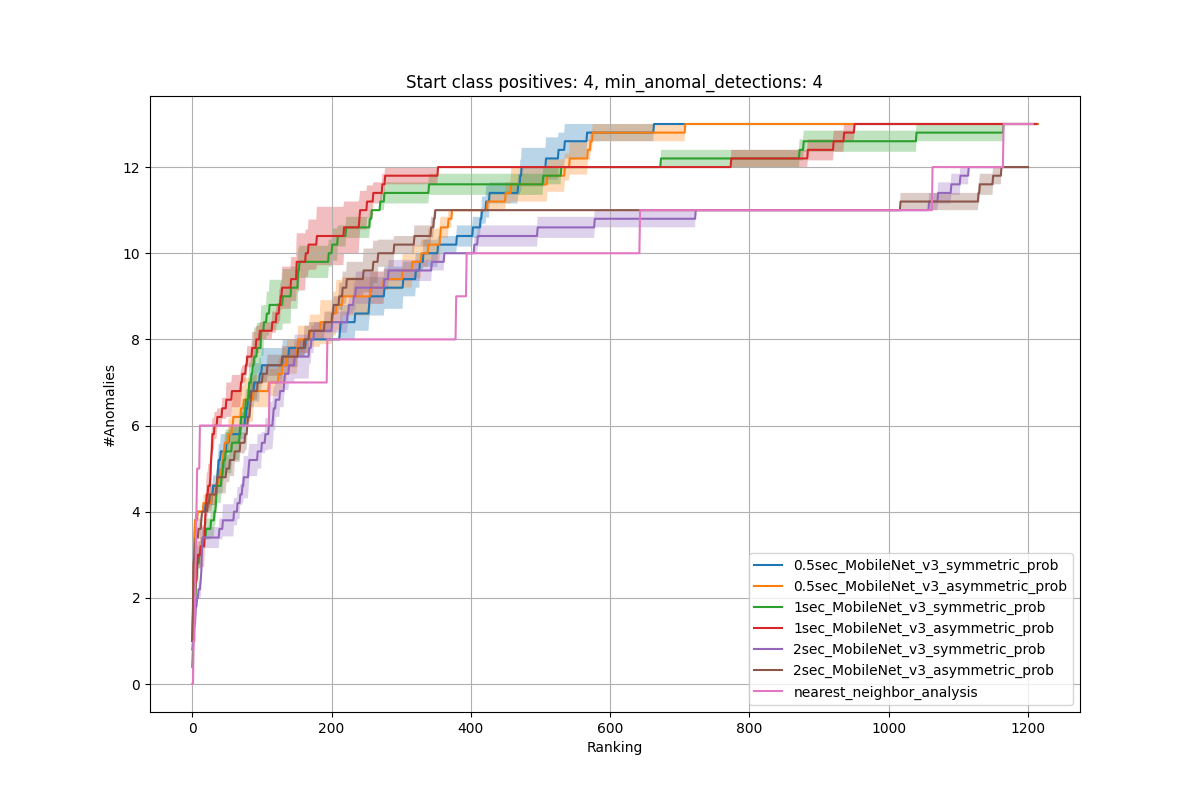 Start class positives: 4, min_anomal_detections: 4
12
10
8
6
4
2
0
#Anomalies
0 200 400 600 800 1000 1200
Ranking
0.5sec_MobileNet_v3_symmetric_prob
0.5sec_MobileNet_v3_asymmetric_prob
1sec_MobileNet_v3_symmetric_prob
1sec_MobileNet_v3_asymmetric_prob
2sec_MobileNet_v3_symmetric_prob
2sec_MobileNet_v3_asymmetric_prob
nearest_neighbor_analysis